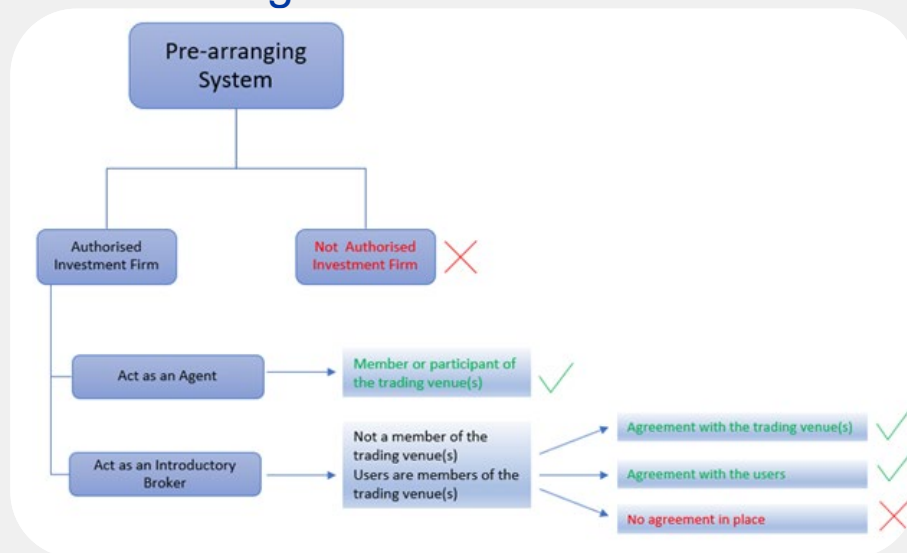 Pre-arranging
System
Authorised
Investment Firm
Not Authorised
Investment Firm
Act as an Agent
Member or participant of
the trading venue(s)
Act as an Introductory
Broker
Not a member of the
trading venue(s)
Users are members of the
trading venue(s)
Agreement with the trading venue(s)
Agreement with the users
No agreement in place